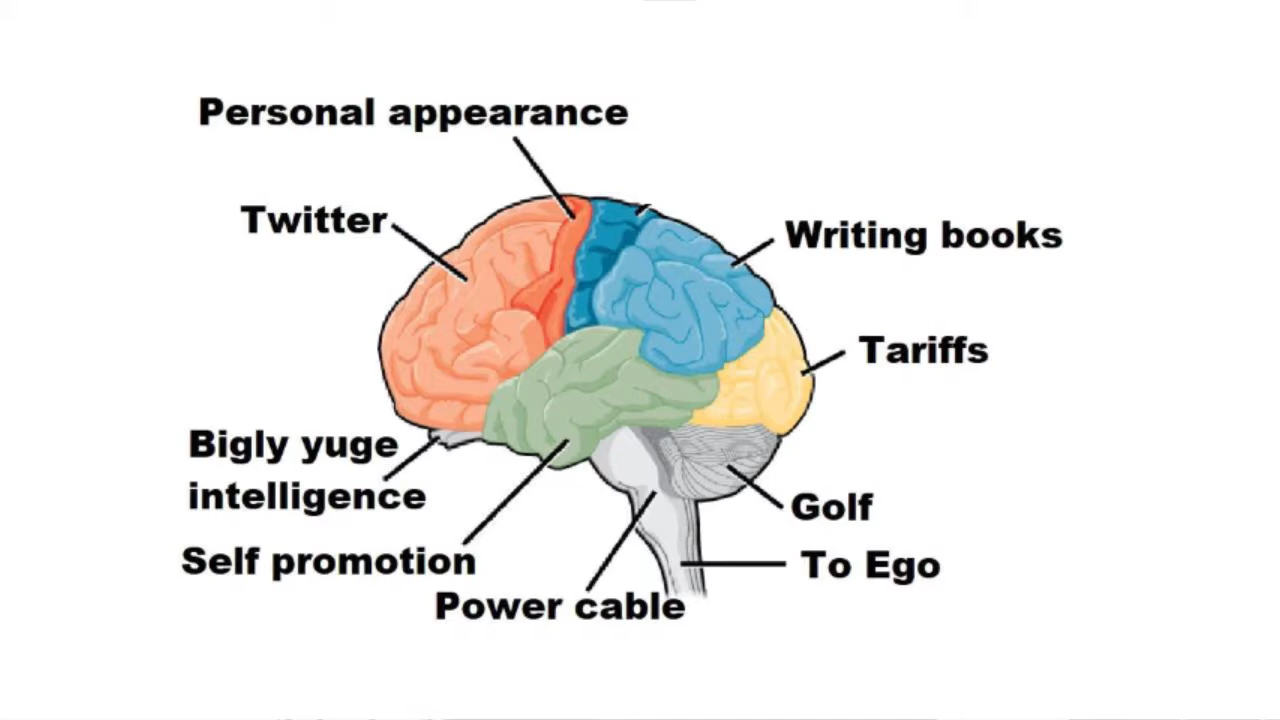 Personal appearance
Twitter
Writing books
Tariffs
Bigly yuge
intelligence
Golf
Self promotion
To Ego
Power cable